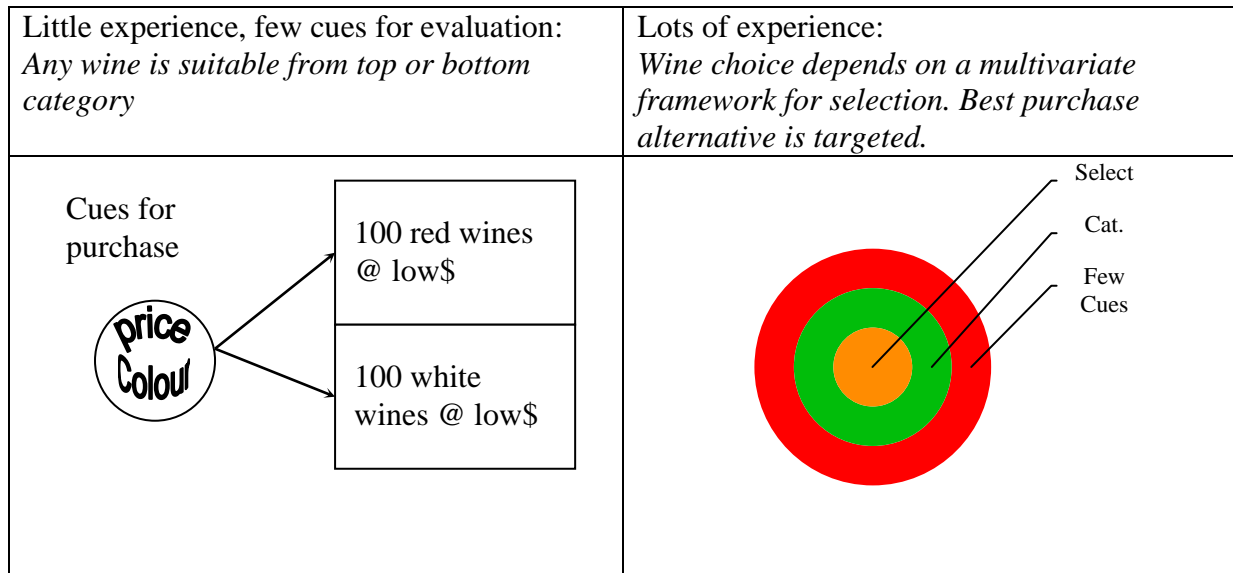 Little experience, few cues for evaluation:
Any wine is suitable from top or bottom
category
Lots of experience:
Wine choice depends on a multivariate
framework for selection. Best purchase
alternative is targeted.
Cues for
purchase
price
Colour
100 red wines
@ low$
100 white
wines @ low$
Select
Cat.
Few
Cues